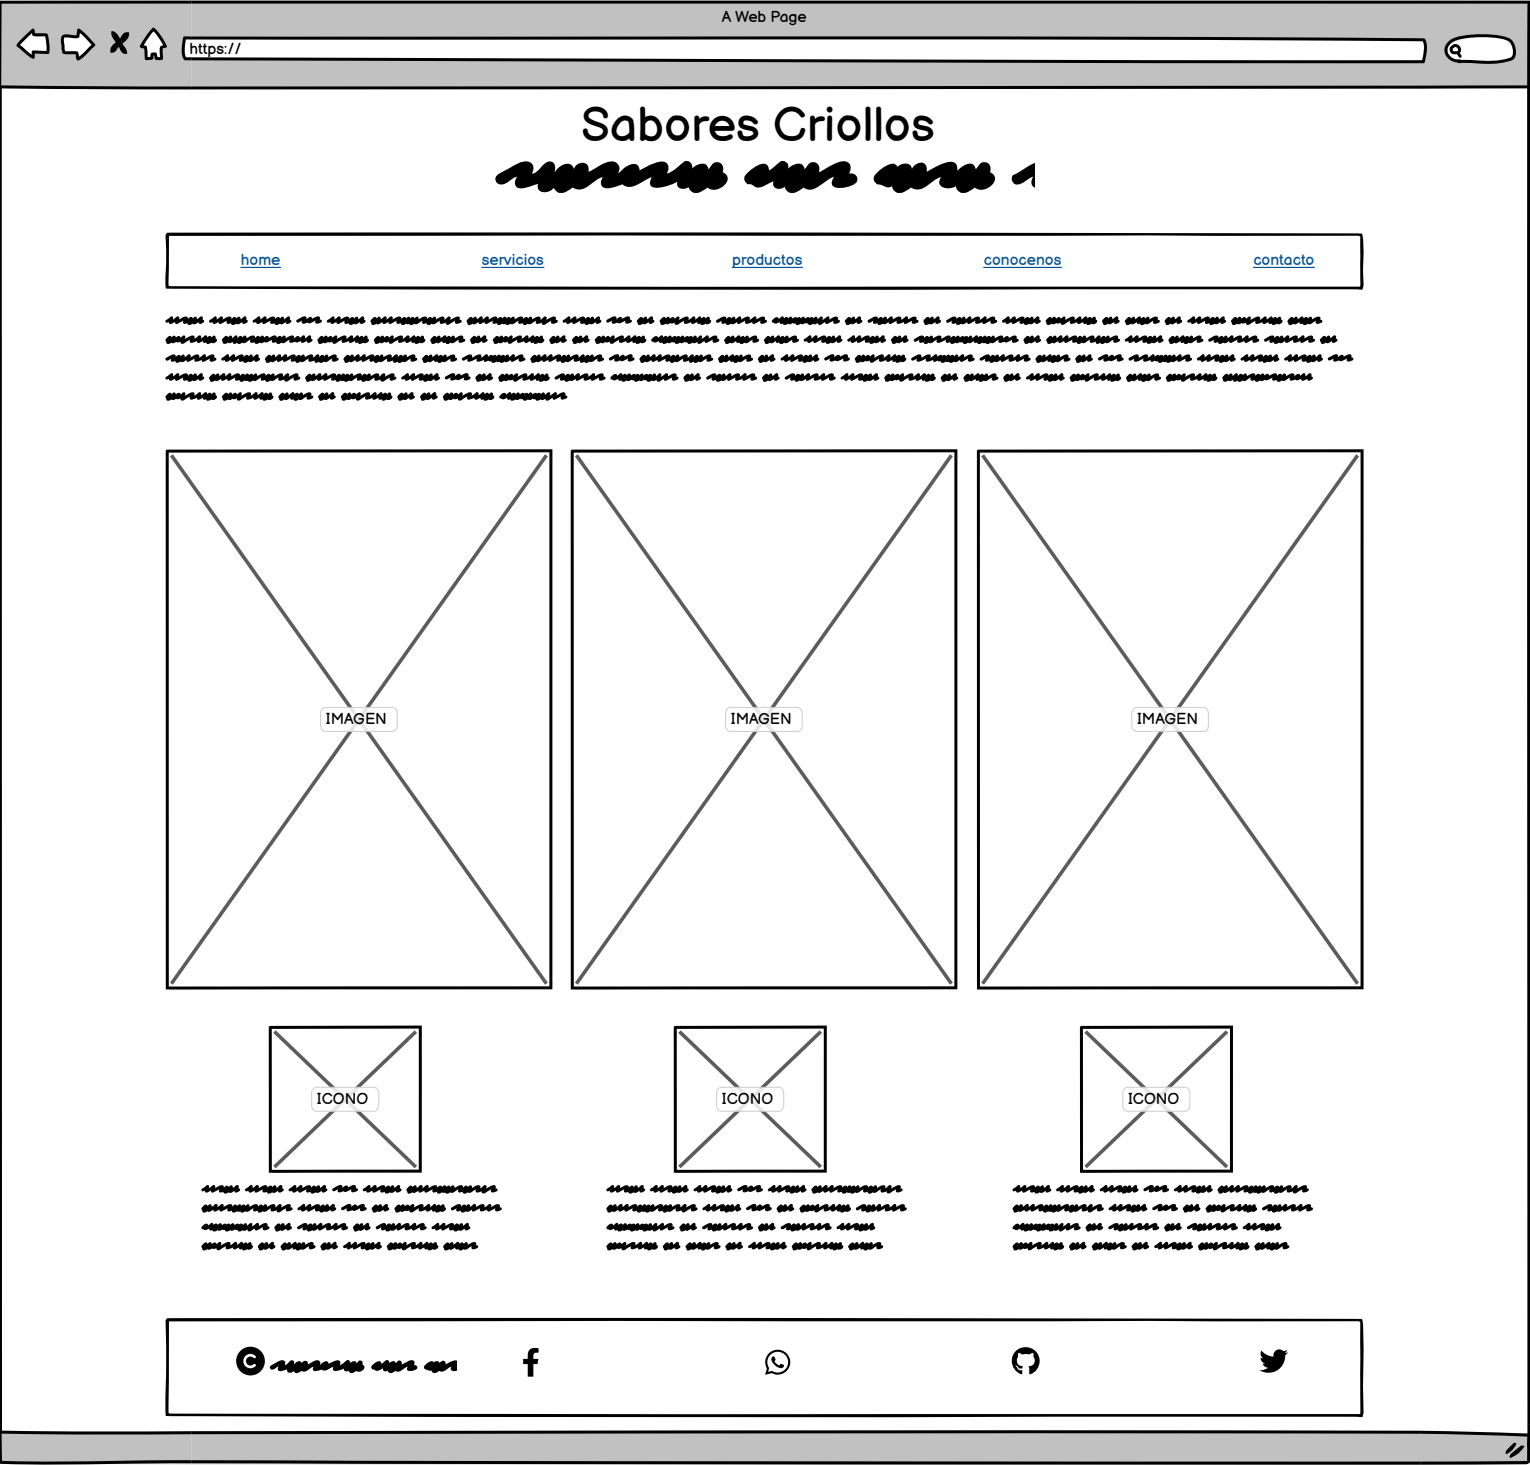 A Web Page
https://
Sabores Criollos
home servicios productos conocenos contacto
IMAGEN IMAGEN IMAGEN
ICONO ICONO ICONO